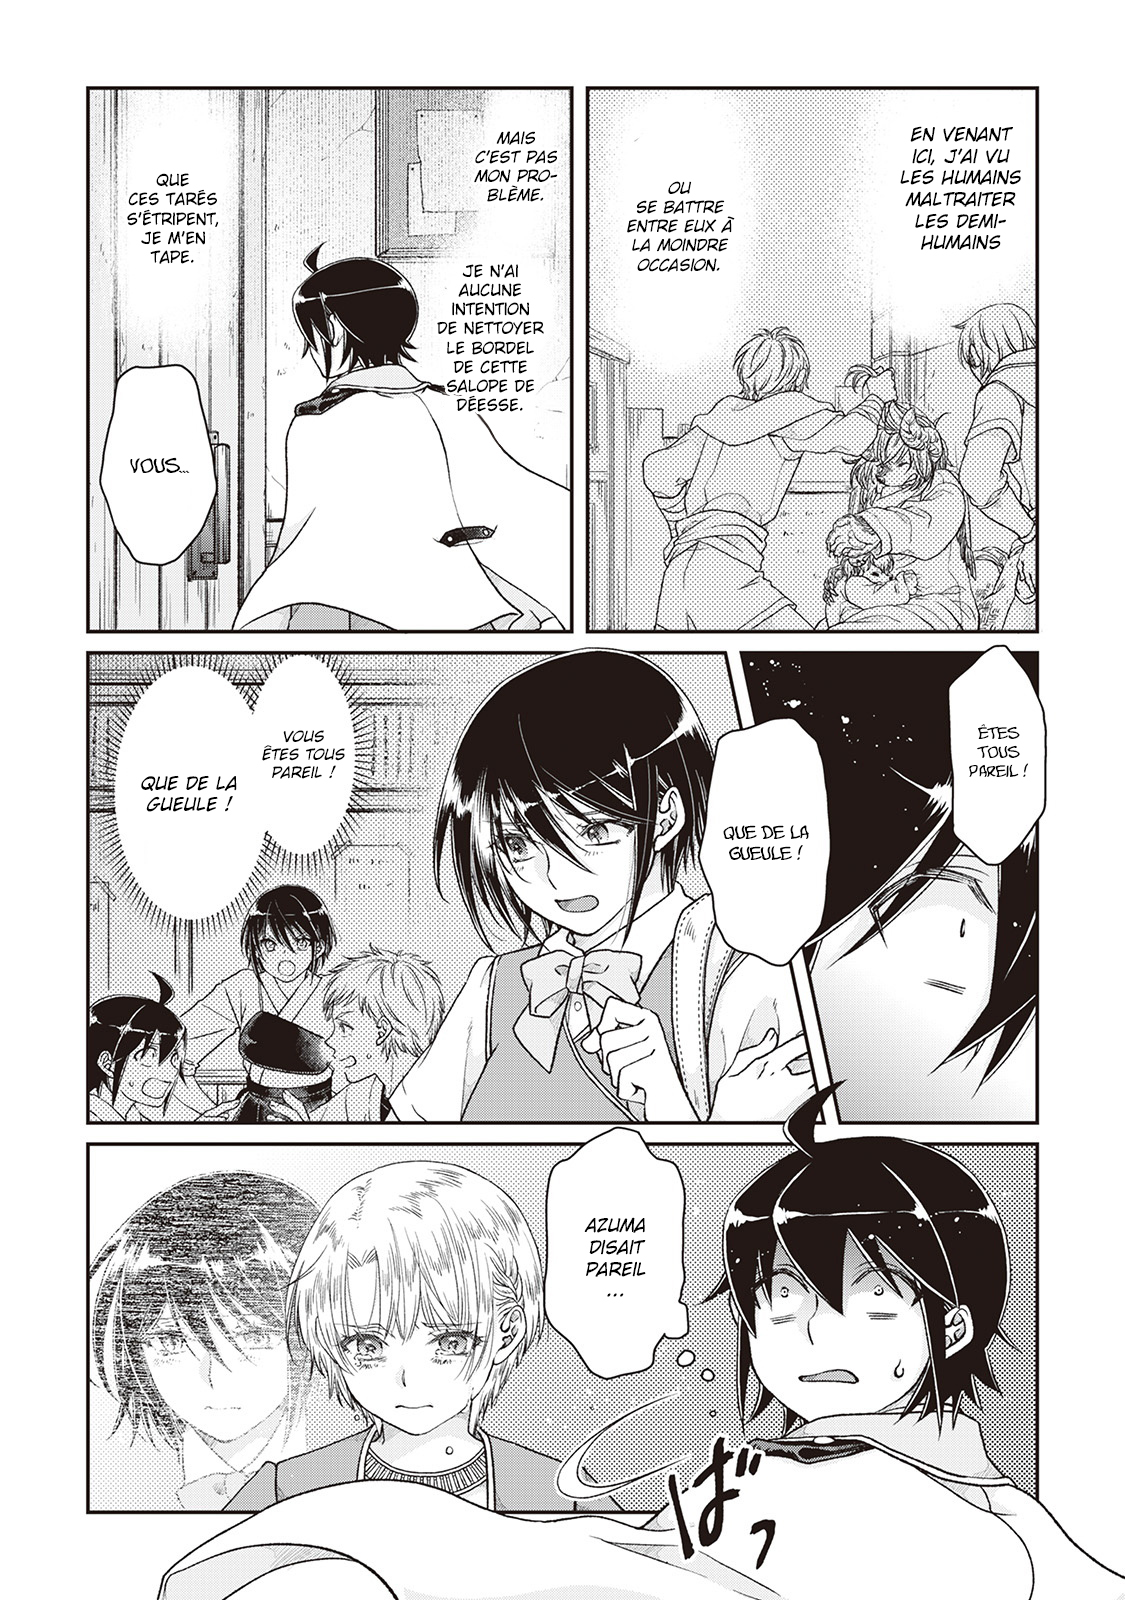 EN VENANT
ICI, J'AI VU
LES HUMAINS
MALTRAITER
LES DEMI-
HUMAINS
OU
SE BATTRE
ENTRE EUX À
LA MOINDRE
OCCASION.
MAIS
C'EST PAS
MON PRO-
BLÈME.
JE N'AI
AUCUNE
INTENTION
DE NETTOYER
LE BORDEL
DE CETTE
SALOPE DE
DÉESSE.
QUE
CES TARÉS
S'ÉTRIPENT,
JE M'EN
TAPE.
VOUS...
ÊTES
TOUS
PAREIL !
QUE DE LA
GUEULE !
VOUS
ÊTES TOUS
PAREIL !
QUE DE LA
GUEULE !
AZUMA
DISAIT
PAREIL
...
ばっ